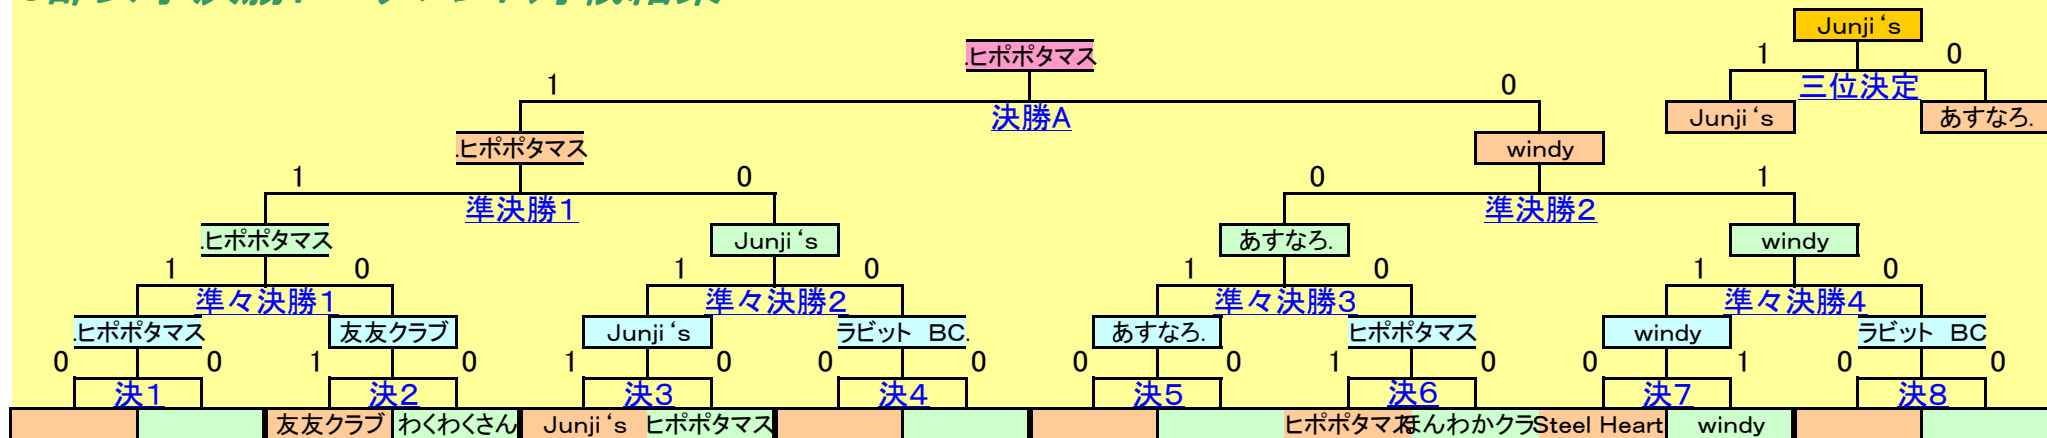 Junji‘s
.ヒポポタマス
1 0
三位決定
1 0
決勝A
Junji‘s あすなろ.
.ヒポポタマス windy
1 0 0 1
準決勝1 準決勝2
.ヒポポタマス Junji‘s あすなろ. windy
1 0 1 0 1 0 1 0
準々決勝1 準々決勝2 準々決勝3 準々決勝4
.ヒポポタマス 友友クラブ Junji‘s ラビット BC. あすなろ. ヒポポタマス windy ラビット BC
0 0 1 0 1 0 0 0 0 0 1 0 0 1 0 0
決1 決2 決3 決4 決5 決6 決7 決8
友友クラブ わくわくさん Junji‘s ヒポポタマス ヒポポタマス ほんわかクラ Steel Heart windy